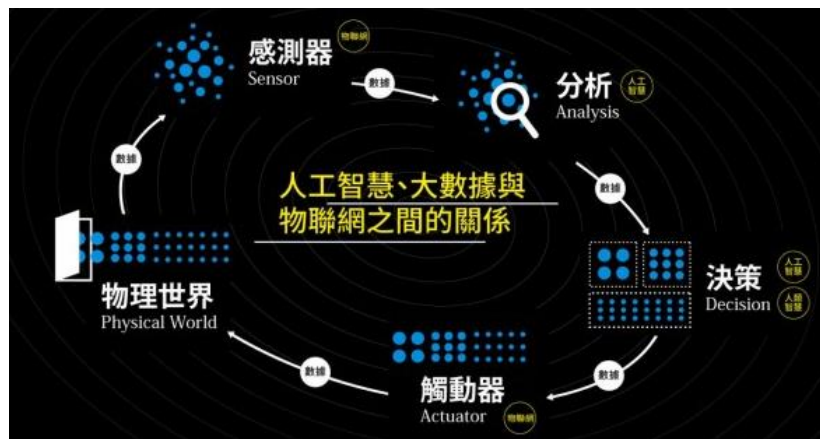 感測器
Sensor
物聯網
數據
分析
Analysis
人工
智慧
數據
決策
Decision
人工
智慧
人類
智慧
數據
觸動器
Actuator
物聯網
數據
物理世界
Physical World
數據
人工智慧、大數據與
物聯網之間的關係